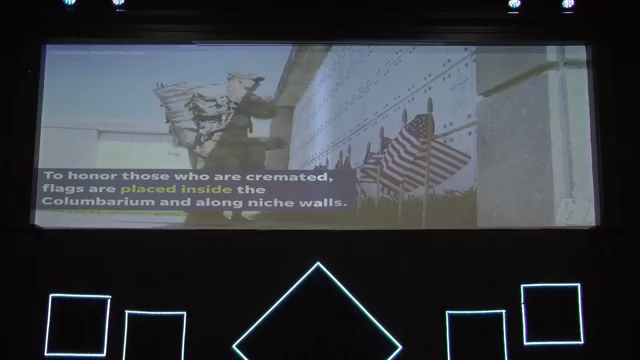 To honor those who are cremated,
flags are placed inside the
Columbarium and along niche walls.